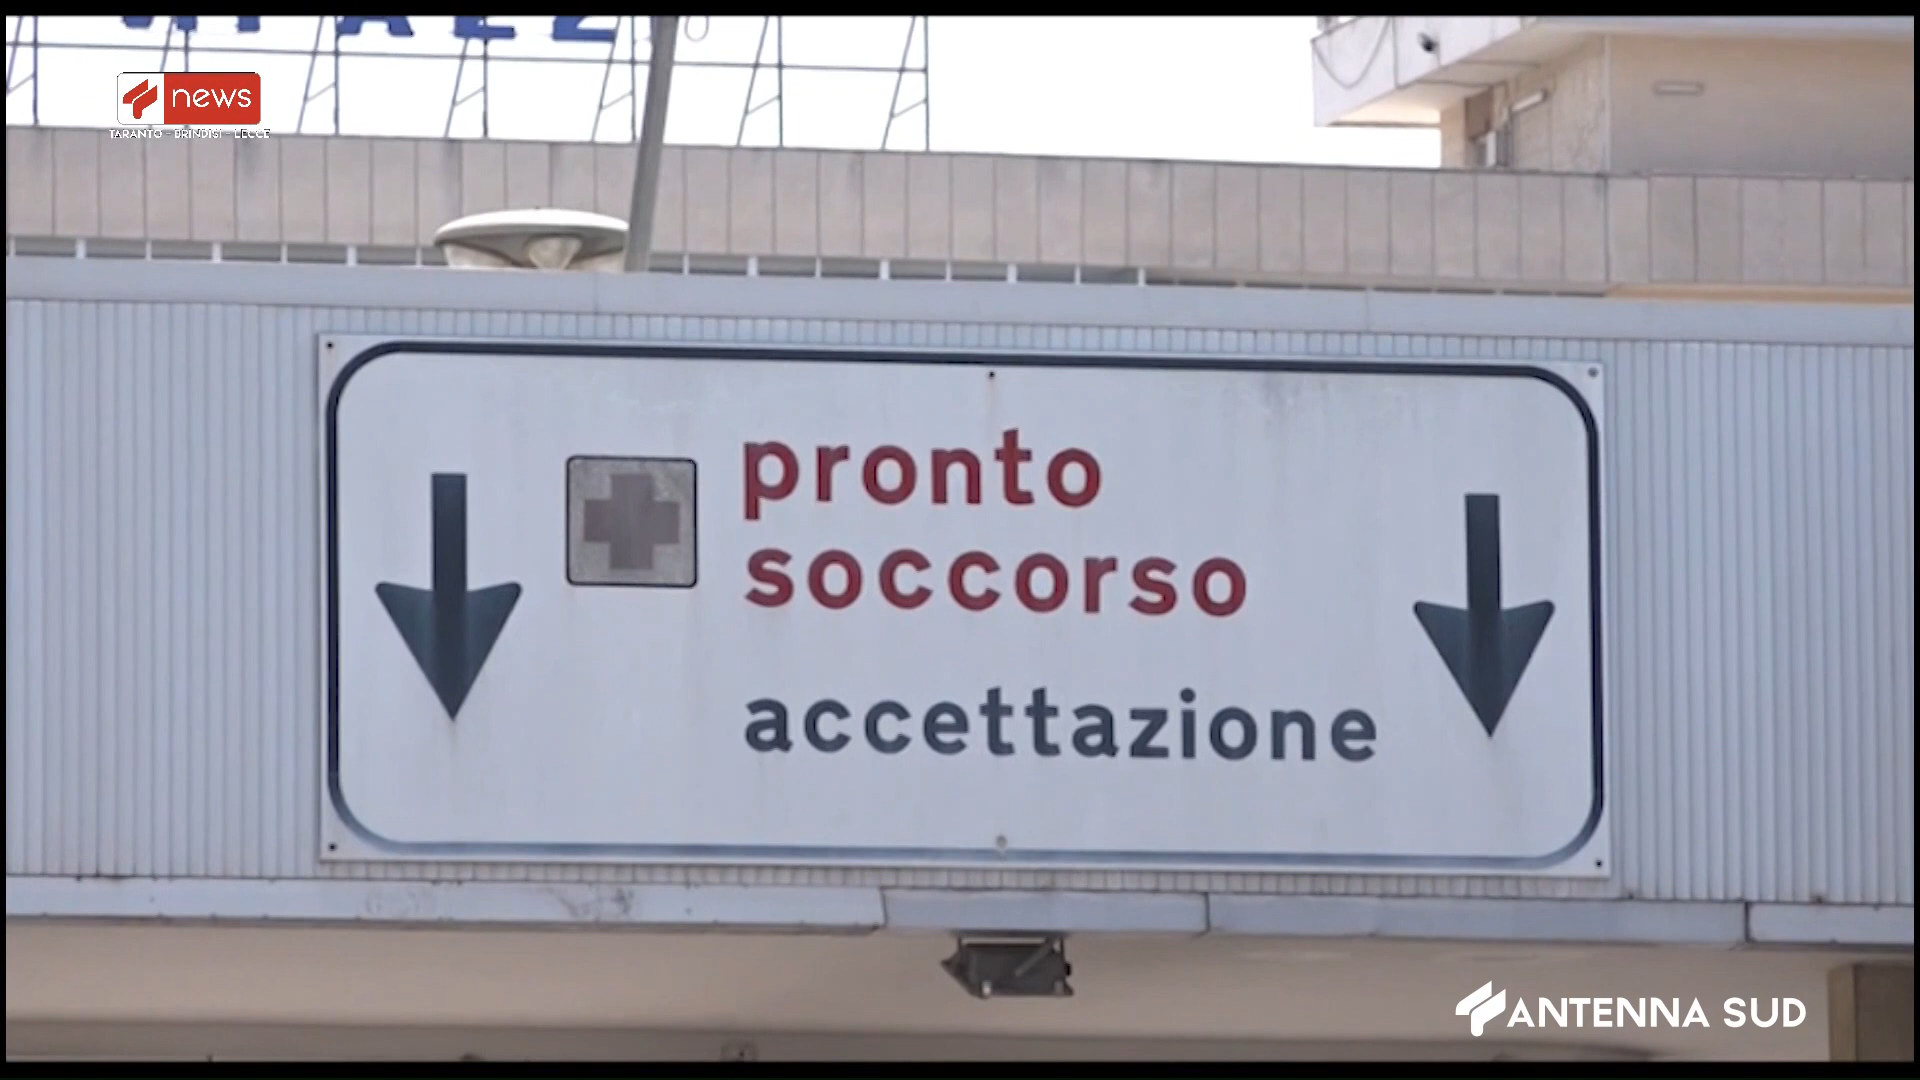 news
TARANTO - BRINDISI - LECCE
pronto
soccorso
accettazione
ANTENNA SUD